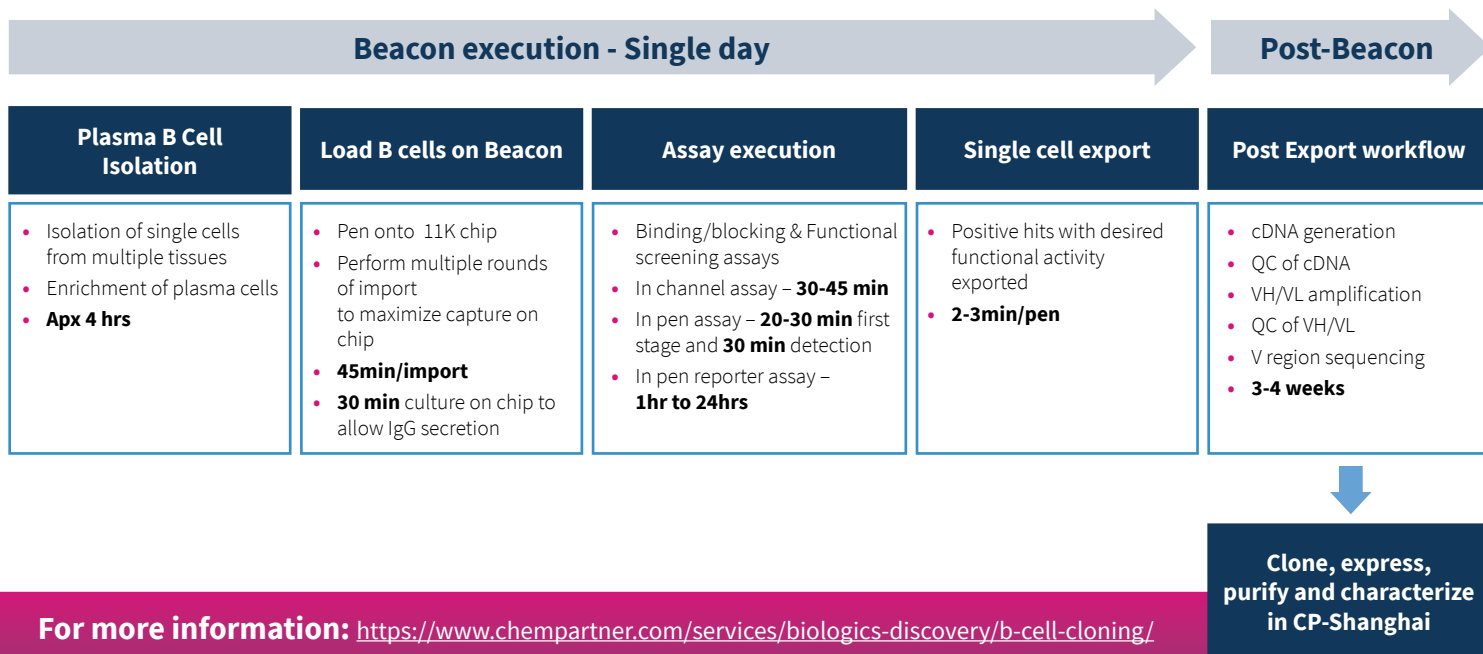 Beacon execution - Single day
Post-Beacon
Plasma B Cell
Isolation
Load B cells on Beacon
Assay execution
Single cell export
Post Export workflow
• Isolation of single cells
from multiple tissues
• Enrichment of plasma cells
• Apx 4 hrs
• Pen onto 11K chip
• Perform multiple rounds
of import
to maximize capture on
chip
• 45min/import
• 30 min culture on chip to
allow IgG secretion
• Binding/blocking & Functional
screening assays
• In channel assay – 30-45 min
• In pen assay – 20-30 min first
stage and 30 min detection
• In pen reporter assay –
1hr to 24hrs
• Positive hits with desired
functional activity
exported
• 2-3min/pen
• cDNA generation
• QC of cDNA
• VH/VL amplification
• QC of VH/VL
• V region sequencing
• 3-4 weeks
Clone, express,
purify and characterize
in CP-Shanghai
For more information: https://www.chempartner.com/services/biologics-discovery/b-cell-cloning/